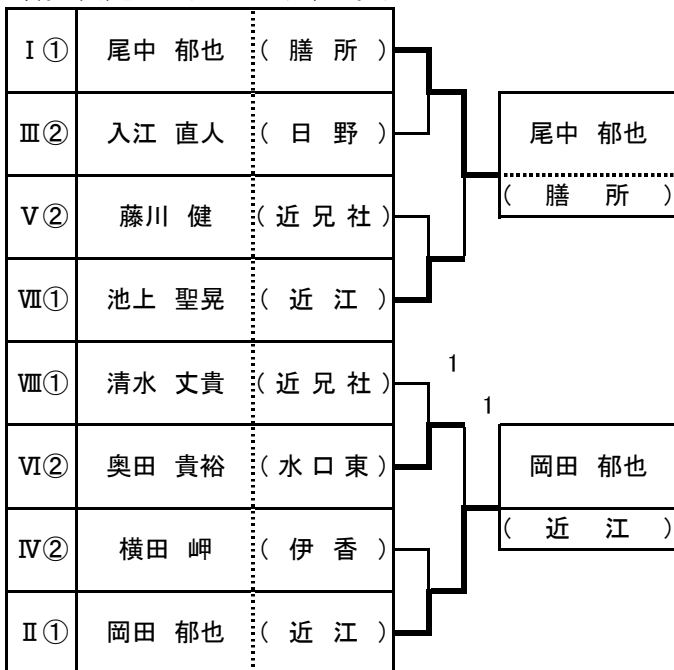 Ⅰ① 尾中 郁也 (膳所)
Ⅲ② 入江 直人 (日野)
尾中 郁也
(膳所)
Ⅴ② 藤川 健 (近兄社)
Ⅶ① 池上 聖晃 (近江)
Ⅷ① 清水 丈貴 (近兄社)
1
1
Ⅵ② 奥田 貴裕 (水口東)
岡田 郁也
(近江)
Ⅳ② 横田 岬 (伊香)
Ⅱ① 岡田 郁也 (近江)